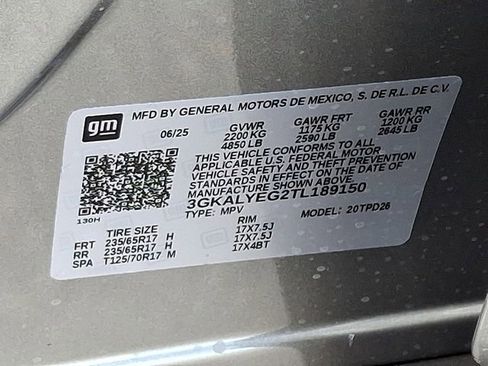 gm
MFD BY GENERAL MOTORS DE MEXICO, S. DE R.L. DE C.V.
06/25 GVWR GAWR FRT GAWR RR
2200 KG 1175 KG 1200 KG
4850 LB 2590 LB 2645 LB
THIS VEHICLE CONFORMS TO ALL
APPLICABLE U.S. FEDERAL MOTOR
VEHICLE SAFETY AND THEFT PREVENTION
STANDARDS IN EFFECT ON THE DATE OF
MANUFACTURE SHOWN ABOVE.
3GKALYEG2TL189150
TYPE: MPV MODEL: 20TPD26
130H
TIRE SIZE RIM
FRT 235/65R17 H 17X7.5J
RR 235/65R17 H 17X7.5J
SPA T125/70R17 M 17X4BT